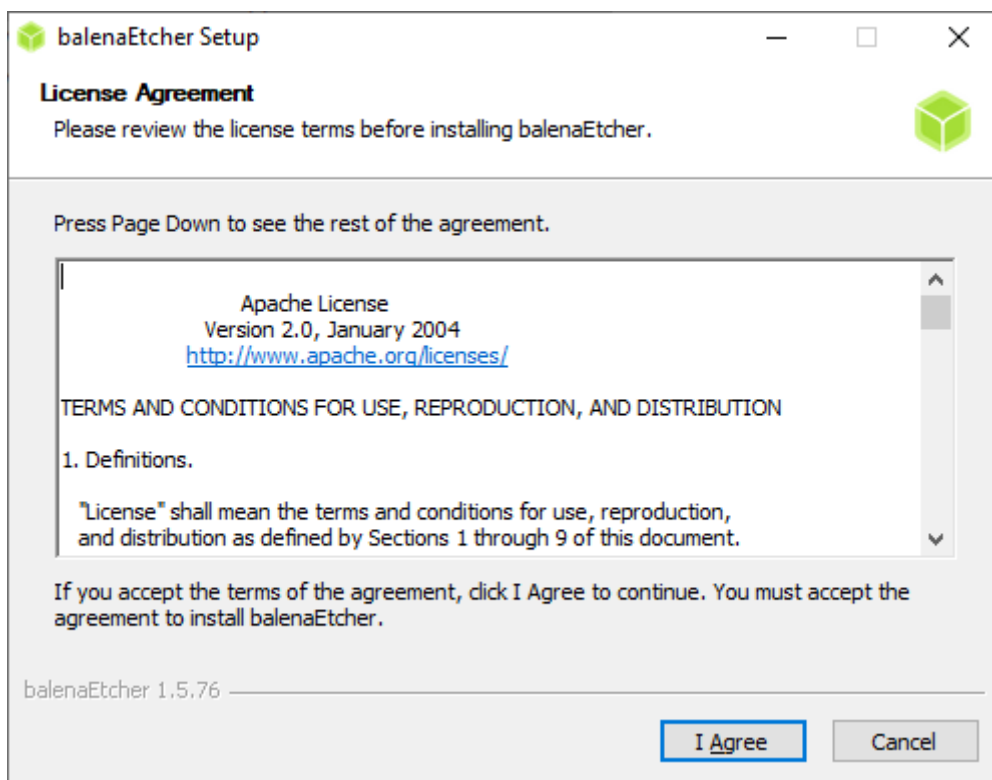 balenaEtcher Setup
License Agreement
Please review the license terms before installing balenaEtcher.
Press Page Down to see the rest of the agreement.
Apache License
Version 2.0, January 2004
http://www.apache.org/licenses/
TERMS AND CONDITIONS FOR USE, REPRODUCTION, AND DISTRIBUTION
1. Definitions.
"License" shall mean the terms and conditions for use, reproduction,
and distribution as defined by Sections 1 through 9 of this document.
If you accept the terms of the agreement, click I Agree to continue. You must accept the
agreement to install balenaEtcher.
balenaEtcher 1.5.76
I Agree
Cancel